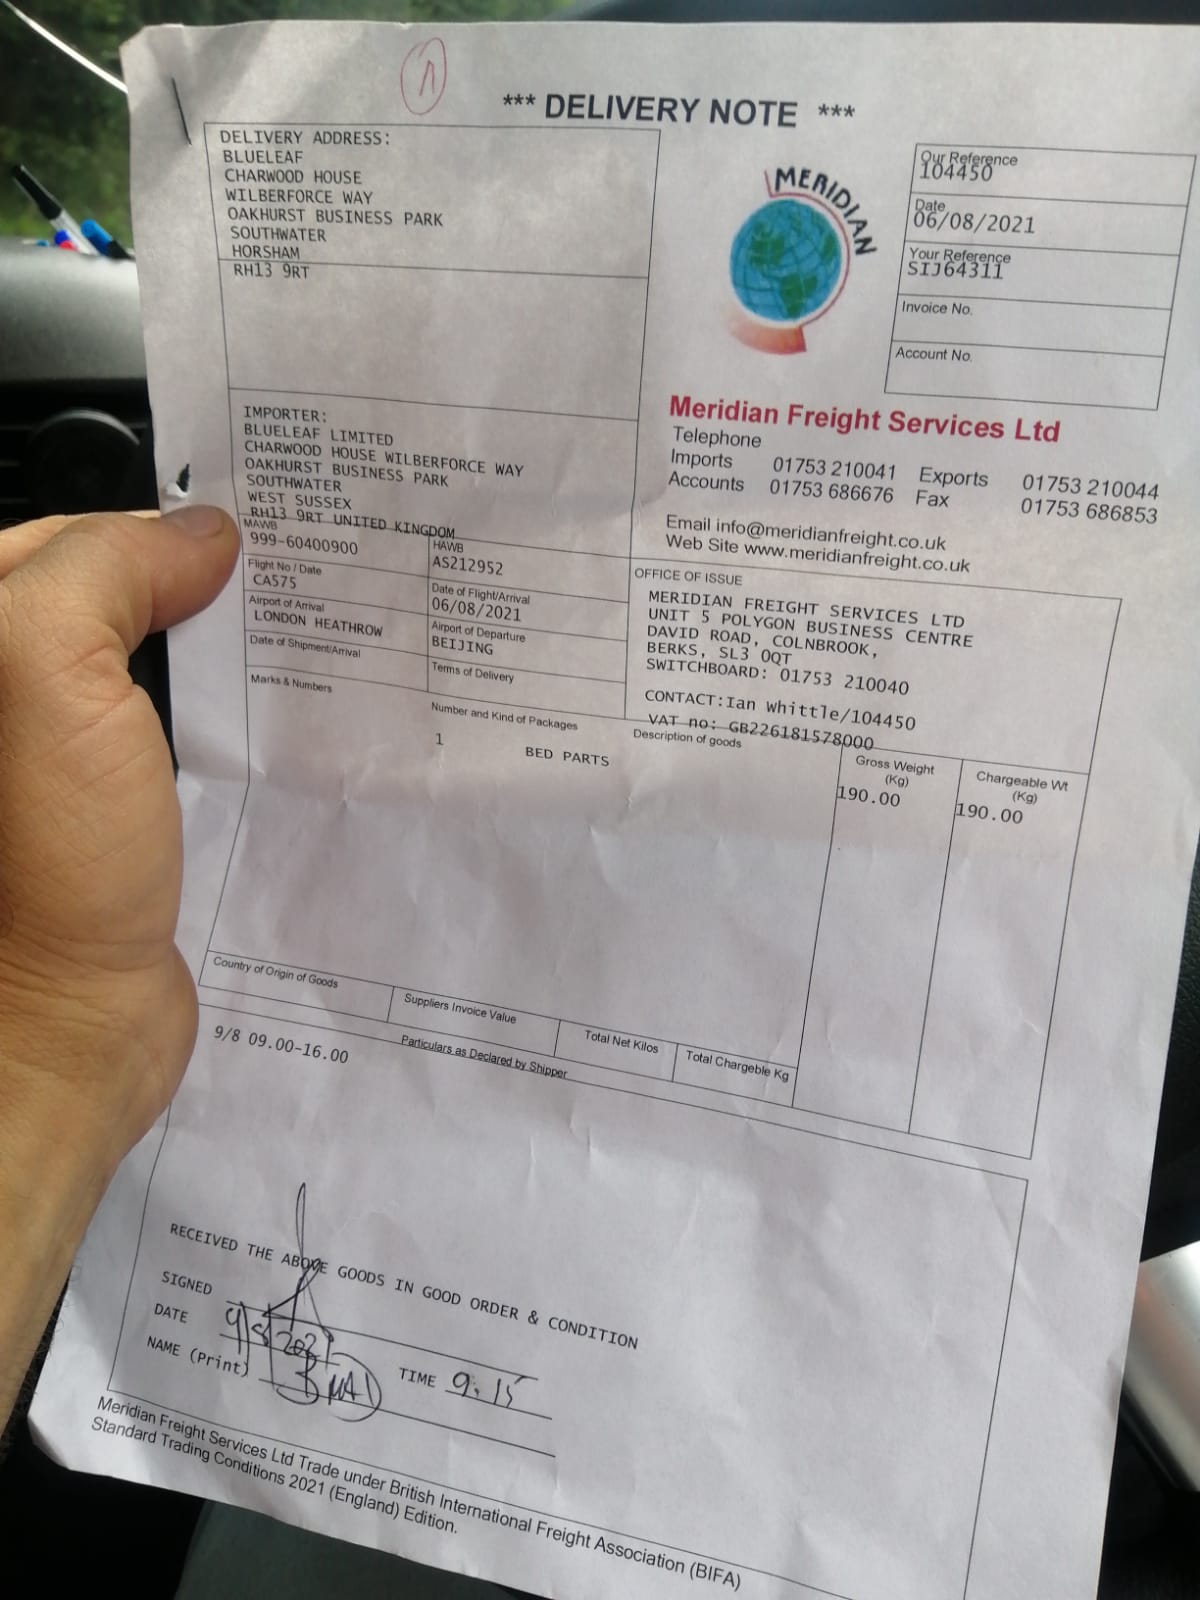 1
*** DELIVERY NOTE ***
DELIVERY ADDRESS:
BLUELEAF
CHARWOOD HOUSE
WILBERFORCE WAY
OAKHURST BUSINESS PARK
SOUTHWATER
HORSHAM
RH13 9RT
MERIDIAN
Our Reference
104450
Date
06/08/2021
Your Reference
SIJ64311
Invoice No.
Account No.
IMPORTER:
BLUELEAF LIMITED
CHARWOOD HOUSE WILBERFORCE WAY
OAKHURST BUSINESS PARK
SOUTHWATER
WEST SUSSEX
RH13 9RT UNITED KINGDOM
Meridian Freight Services Ltd
Telephone
Imports 01753 210041 Exports 01753 210044
Accounts 01753 686676 Fax 01753 686853
Email info@meridianfreight.co.uk
Web Site www.meridianfreight.co.uk
MAWB
999-60400900
HAWB
AS212952
Flight No / Date
CA575
Date of Flight/Arrival
06/08/2021
Airport of Arrival
LONDON HEATHROW
Airport of Departure
BEIJING
Date of Shipment/Arrival
Terms of Delivery
OFFICE OF ISSUE
MERIDIAN FREIGHT SERVICES LTD
UNIT 5 POLYGON BUSINESS CENTRE
DAVID ROAD, COLNBROOK,
BERKS, SL3 0QT
SWITCHBOARD: 01753 210040
CONTACT:Ian Whittle/104450
VAT no: GB226181578000
Marks & Numbers
Number and Kind of Packages
Description of goods
Gross Weight
(Kg)
Chargeable Wt
(Kg)
1 BED PARTS
190.00
190.00
Country of Origin of Goods
Suppliers Invoice Value
Total Net Kilos
Total Chargeble Kg
Particulars as Declared by Shipper
9/8 09.00-16.00
RECEIVED THE ABOVE GOODS IN GOOD ORDER & CONDITION
SIGNED
DATE 9/8/2021
TIME 9.15
NAME (Print)
Meridian Freight Services Ltd Trade under British International Freight Association (BIFA)
Standard Trading Conditions 2021 (England) Edition.